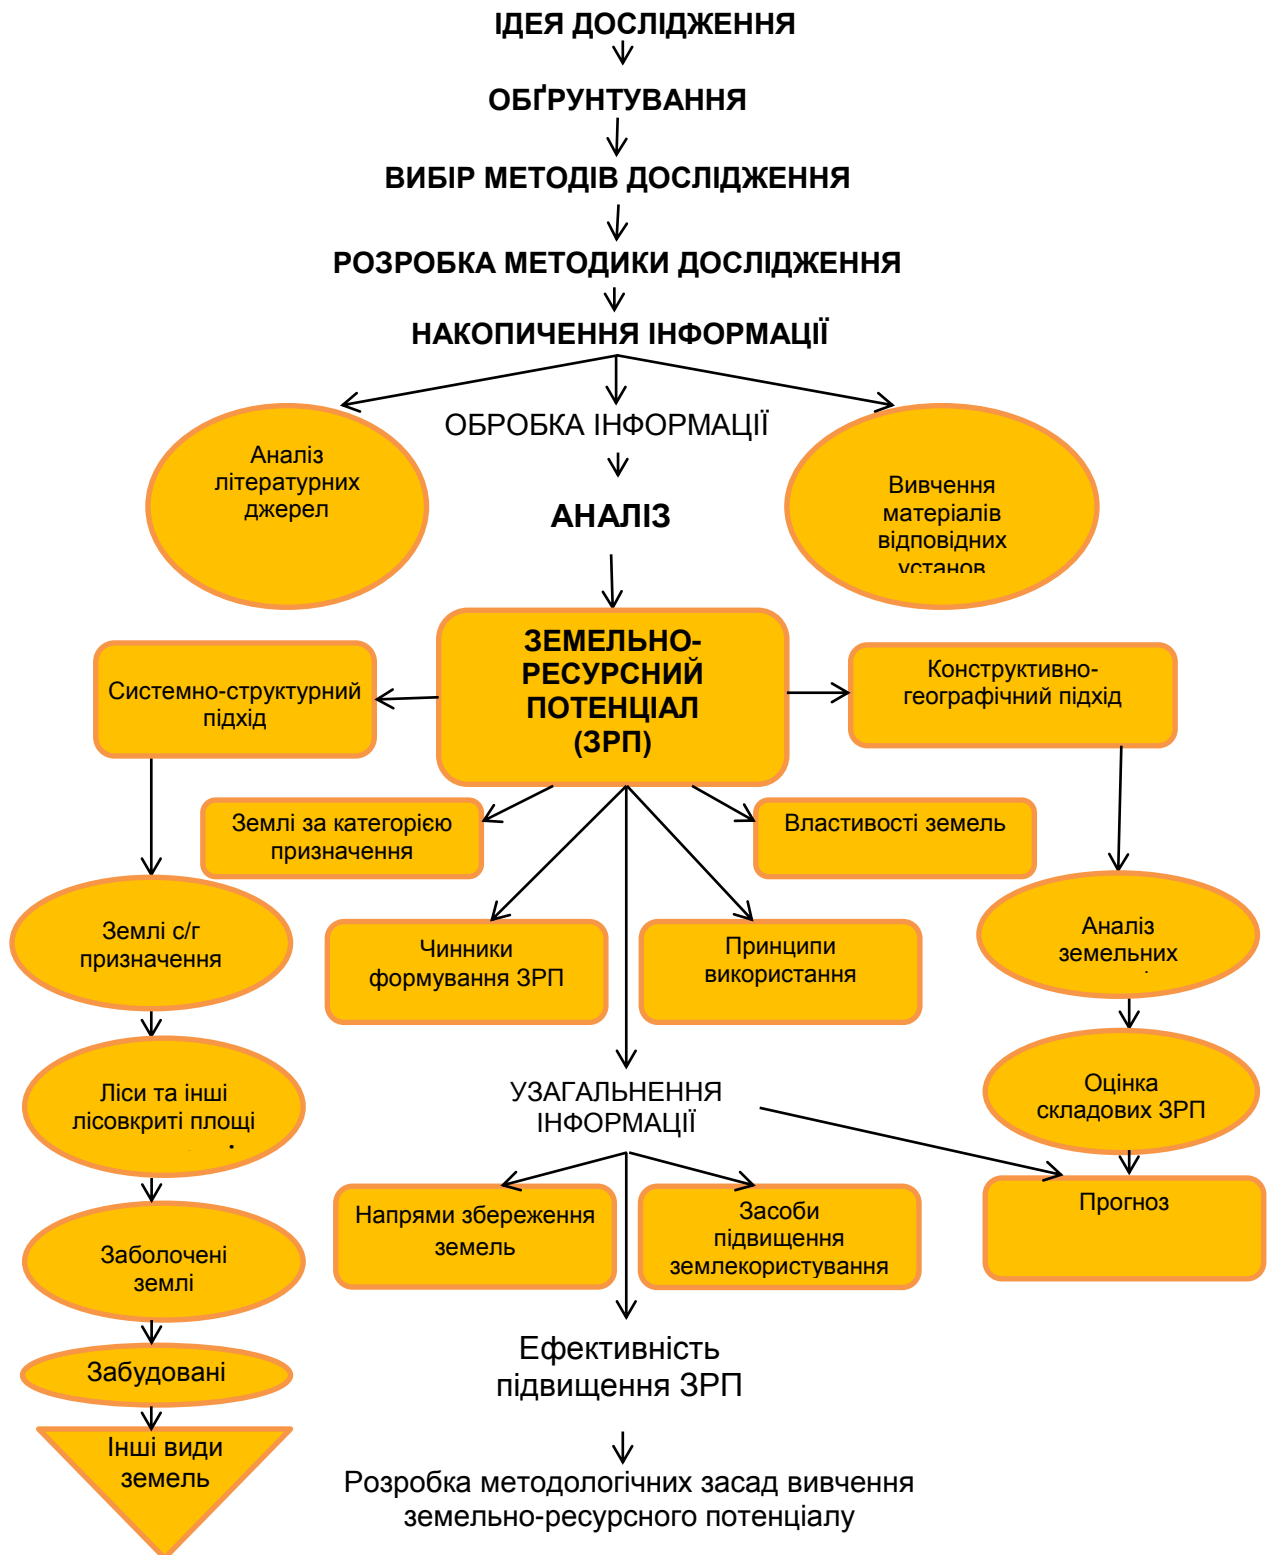 ІДЕЯ ДОСЛІДЖЕННЯ
ОБҐРУНТУВАННЯ
ВИБІР МЕТОДІВ ДОСЛІДЖЕННЯ
РОЗРОБКА МЕТОДИКИ ДОСЛІДЖЕННЯ
НАКОПИЧЕННЯ ІНФОРМАЦІЇ
ОБРОБКА ІНФОРМАЦІЇ
Аналіз
літературних
джерел
Вивчення
матеріалів
відповідних
установ
АНАЛІЗ
ЗЕМЕЛЬНО-
РЕСУРСНИЙ
ПОТЕНЦІАЛ
(ЗРП)
Системно-структурний
підхід
Конструктивно-
географічний підхід
Землі за категорією
призначення
Властивості земель
Землі с/г
призначення
Чинники
формування ЗРП
Принципи
використання
Аналіз
земельних
Ліси та інші
лісовкриті площі
УЗАГАЛЬНЕННЯ
ІНФОРМАЦІЇ
Оцінка
складових ЗРП
Заболочені
землі
Напрями збереження
земель
Засоби
підвищення
землекористування
Прогноз
Забудовані
Ефективність
підвищення ЗРП
Інші види
земель
Розробка методологічних засад вивчення
земельно-ресурсного потенціалу